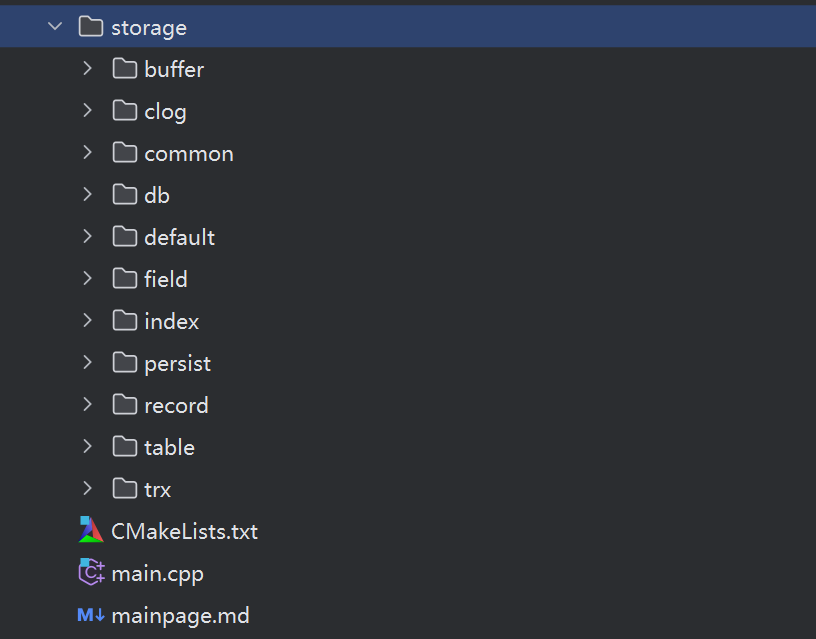 storage
buffer
clog
common
db
default
field
index
persist
record
table
trx
CMakeLists.txt
main.cpp
mainpage.md